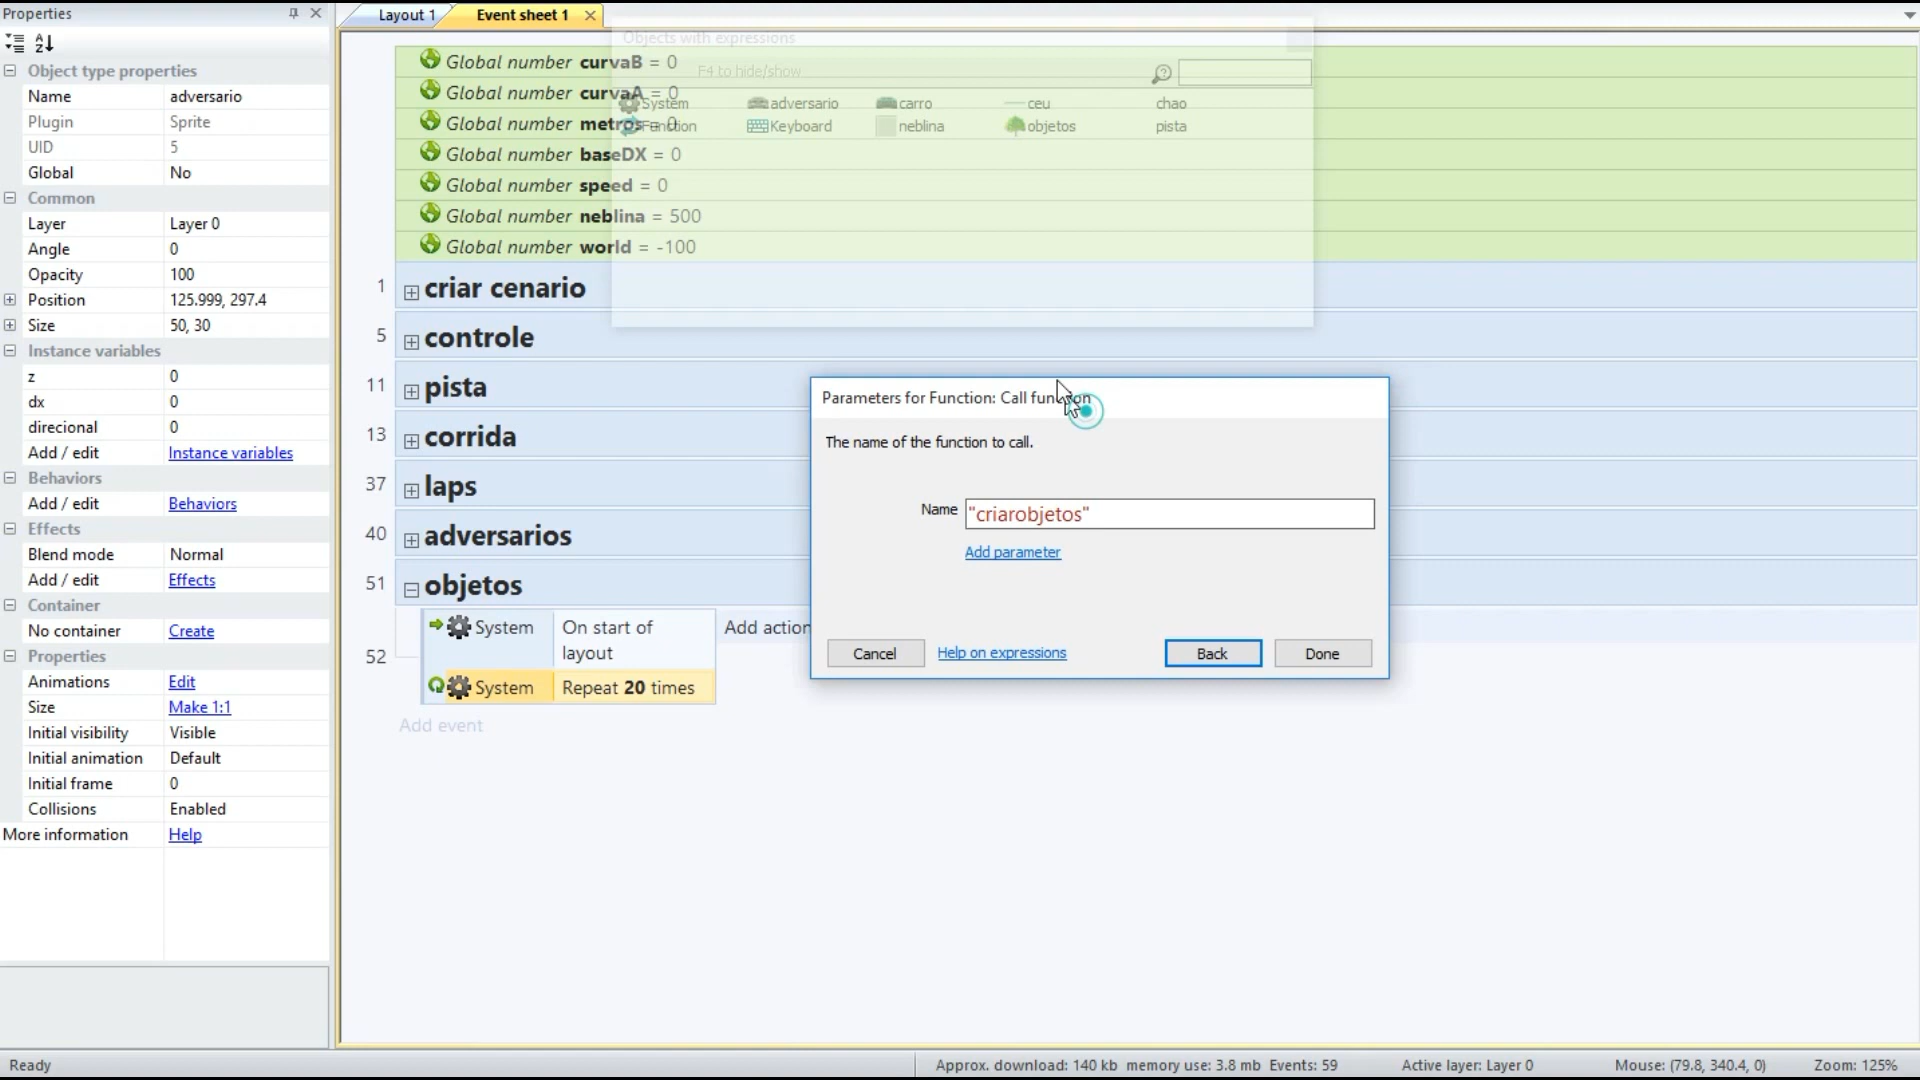 Properties
Layout 1
Event sheet 1
Object type properties
Name adversario
Plugin Sprite
UID 5
Global No
Common
Layer Layer 0
Angle 0
Opacity 100
Position 125.999, 297.4
Size 50, 30
Instance variables
z 0
dx 0
direcional 0
Add / edit Instance variables
Behaviors
Add / edit Behaviors
Effects
Blend mode Normal
Add / edit Effects
Container
No container Create
Properties
Animations Edit
Size Make 1:1
Initial visibility Visible
Initial animation Default
Initial frame 0
Collisions Enabled
More information Help
Objects with expressions
F4 to hide/show
System adversario carro ceu chao
Function Keyboard neblina objetos pista
Global number curvaB = 0
Global number curvaA = 0
Global number metros = 0
Global number baseDX = 0
Global number speed = 0
Global number neblina = 500
Global number world = -100
1 criar cenario
5 controle
11 pista
13 corrida
37 laps
40 adversarios
51 objetos
52
System On start of layout Add action
System Repeat 20 times
Add event
Parameters for Function: Call function
The name of the function to call.
Name "criarobjetos"
Add parameter
Cancel Help on expressions Back Done
Ready
Approx. download: 140 kb memory use: 3.8 mb Events: 59
Active layer: Layer 0
Mouse: (79.8, 340.4, 0)
Zoom: 125%